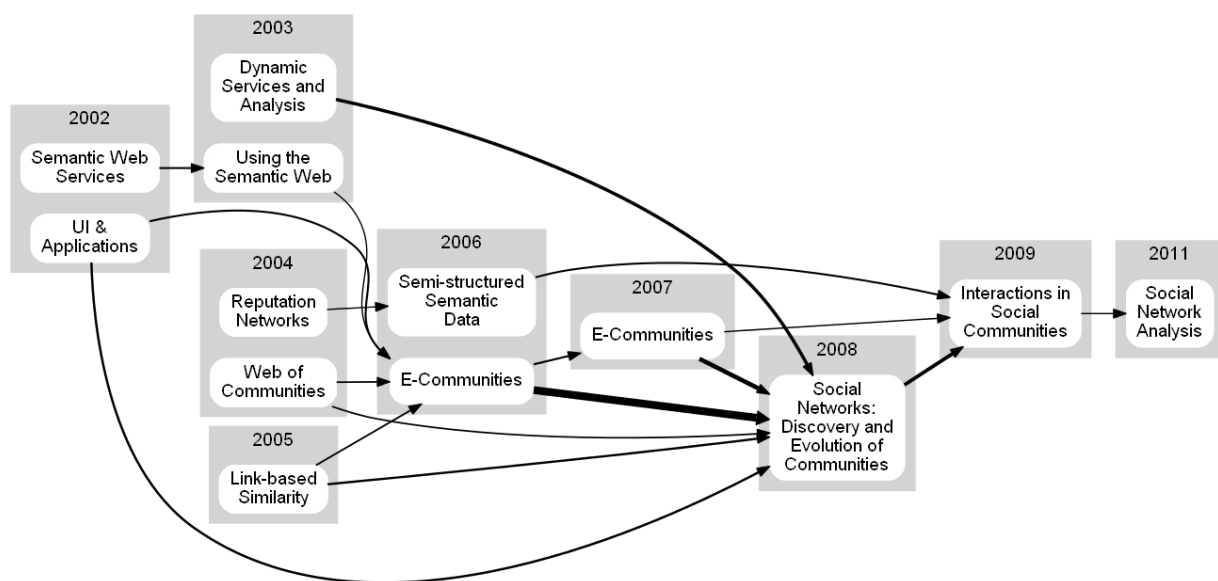 2002
Semantic Web
Services
UI &
Applications
2003
Dynamic
Services and
Analysis
Using the
Semantic Web
2004
Reputation
Networks
Web of
Communities
2005
Link-based
Similarity
2006
Semi-structured
Semantic
Data
E-Communities
2007
E-Communities
2008
Social
Networks:
Discovery and
Evolution of
Communities
2009
Interactions in
Social
Communities
2011
Social
Network
Analysis